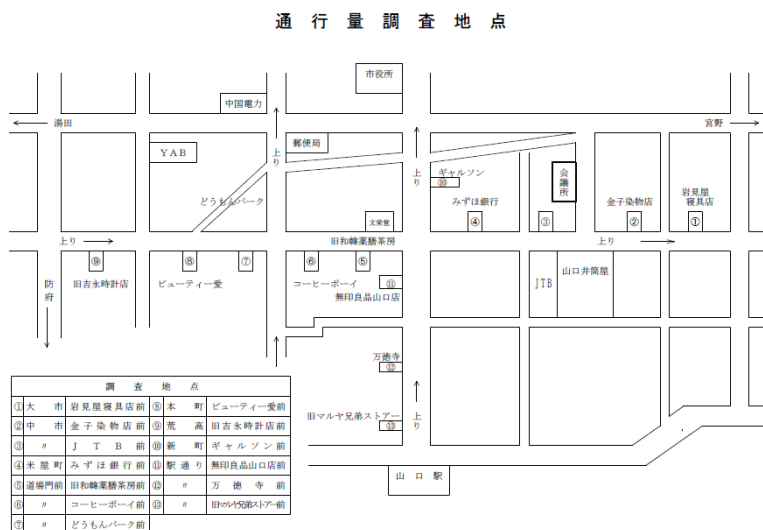 通行量調査地点
市役所
中国電力
湯田
宮野
YAB
郵便局
上り
上り
ギャルソン
⑩
会議所
どうもんパーク
みずほ銀行
金子染物店
岩見屋
寝具店
文栄堂
④
③
②
①
上り
旧和韓薬膳茶房
上り
⑨
⑧
⑦
⑥
⑤
防府
旧吉永時計店
ビューティー愛
コーヒーボーイ
⑪
無印良品山口店
JTB
山口井筒屋
万徳寺
⑫
旧マルヤ兄弟ストアー
⑬
上り
山口駅
調査地点
①大市 岩見屋寝具店前 ⑧本町 ビューティー愛前
②中市 金子染物店前 ⑨荒高 旧吉永時計店前
③〃 JTB前 ⑩新町 ギャルソン前
④米屋町 みずほ銀行前 ⑪駅通り 無印良品山口店前
⑤道場門前 旧和韓薬膳茶房前 ⑫〃 万徳寺前
⑥〃 コーヒーボーイ前 ⑬〃 旧マルヤ兄弟ストアー前
⑦〃 どうもんパーク前